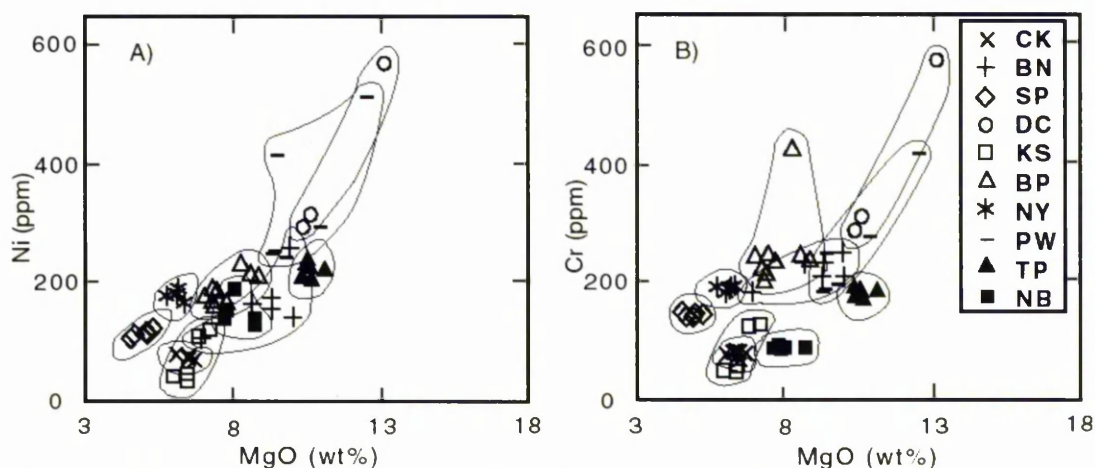 A)
600
400
200
0
Ni (ppm)
3 8 13 18
MgO (wt%)
B)
600
400
200
0
Cr (ppm)
3 8 13 18
MgO (wt%)
CK
BN
SP
DC
KS
BP
NY
PW
TP
NB